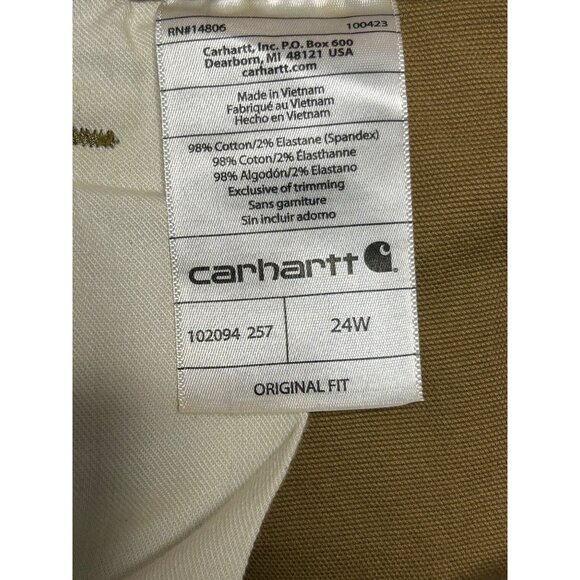 RN#14806 100423
Carhartt, Inc. P.O. Box 600
Dearborn, MI 48121 USA
carhartt.com
Made in Vietnam
Fabriqué au Vietnam
Hecho en Vietnam
98% Cotton/2% Elastane (Spandex)
98% Coton/2% Élasthanne
98% Algodón/2% Elastano
Exclusive of trimming
Sans garniture
Sin incluir adorno
carhartt
102094 257 24W
ORIGINAL FIT